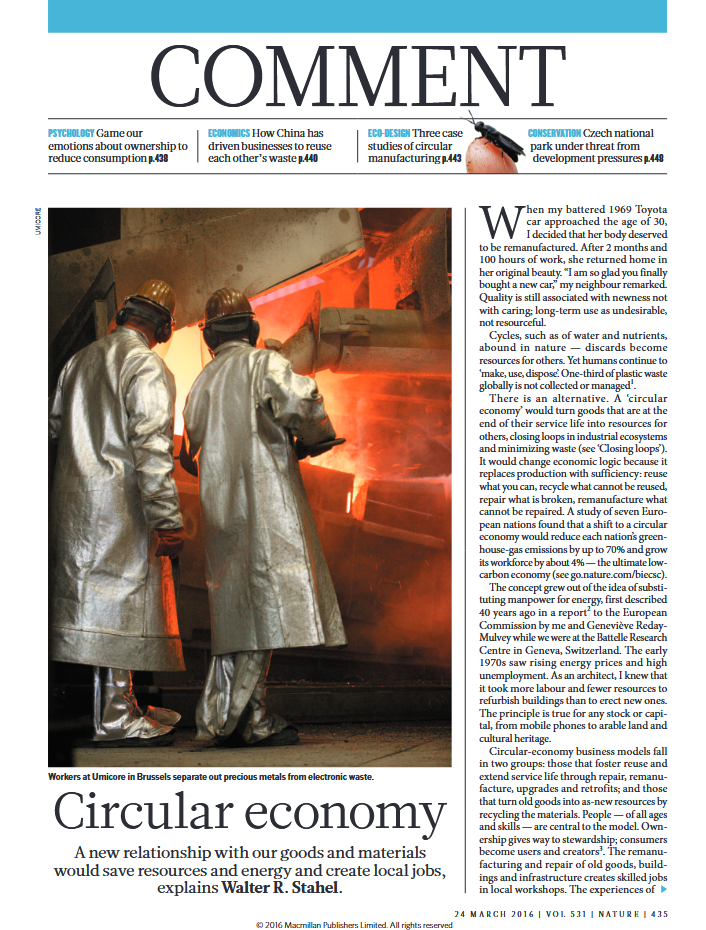 COMMENT
PSYCHOLOGY Game our
emotions about ownership to
reduce consumption p.438
ECONOMICS How China has
driven businesses to reuse
each other’s waste p.440
ECO-DESIGN Three case
studies of circular
manufacturing p.443
CONSERVATION Czech national
park under threat from
development pressures p.448
UMICORE
Workers at Umicore in Brussels separate out precious metals from electronic waste.
Circular economy
A new relationship with our goods and materials
would save resources and energy and create local jobs,
explains Walter R. Stahel.
When my battered 1969 Toyota
car approached the age of 30,
I decided that her body deserved
to be remanufactured. After 2 months and
100 hours of work, she returned home in
her original beauty. “I am so glad you finally
bought a new car,” my neighbour remarked.
Quality is still associated with newness not
with caring; long-term use as undesirable,
not resourceful.
Cycles, such as of water and nutrients,
abound in nature — discards become
resources for others. Yet humans continue to
‘make, use, dispose’. One-third of plastic waste
globally is not collected or managed1.
There is an alternative. A ‘circular
economy’ would turn goods that are at the
end of their service life into resources for
others, closing loops in industrial ecosystems
and minimizing waste (see ‘Closing loops’).
It would change economic logic because it
replaces production with sufficiency: reuse
what you can, recycle what cannot be reused,
repair what is broken, remanufacture what
cannot be repaired. A study of seven Euro-
pean nations found that a shift to a circular
economy would reduce each nation’s green-
house-gas emissions by up to 70% and grow
its workforce by about 4% — the ultimate low-
carbon economy (see go.nature.com/biecsc).
The concept grew out of the idea of substi-
tuting manpower for energy, first described
40 years ago in a report2 to the European
Commission by me and Geneviève Reday-
Mulvey while we were at the Battelle Research
Centre in Geneva, Switzerland. The early
1970s saw rising energy prices and high
unemployment. As an architect, I knew that
it took more labour and fewer resources to
refurbish buildings than to erect new ones.
The principle is true for any stock or capi-
tal, from mobile phones to arable land and
cultural heritage.
Circular-economy business models fall
in two groups: those that foster reuse and
extend service life through repair, remanu-
facture, upgrades and retrofits; and those
that turn old goods into as-new resources by
recycling the materials. People — of all ages
and skills — are central to the model. Own-
ership gives way to stewardship; consumers
become users and creators3. The remanu-
facturing and repair of old goods, build-
ings and infrastructure creates skilled jobs
in local workshops. The experiences of
24 MARCH 2016 | VOL 531 | NATURE | 435
© 2016 Macmillan Publishers Limited. All rights reserved